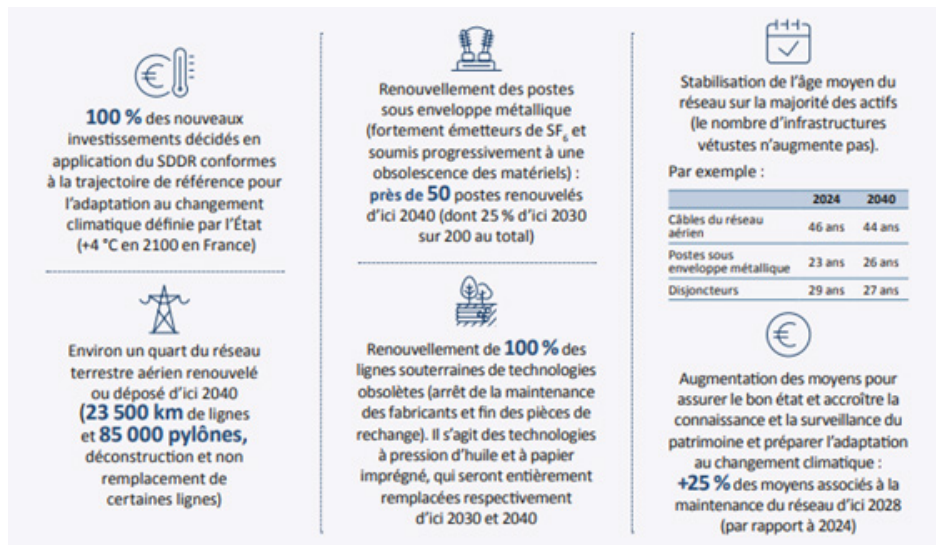 100 % des nouveaux
investissements décidés en
application du SDDR conformes
à la trajectoire de référence pour
l'adaptation au changement
climatique définie par l'État
(+4 °C en 2100 en France)
Environ un quart du réseau
terrestre aérien renouvelé
ou déposé d'ici 2040
(23 500 km de lignes
et 85 000 pylônes,
déconstruction et non
remplacement de
certaines lignes)
Renouvellement des postes
sous enveloppe métallique
(fortement émetteurs de SF₆ et
soumis progressivement à une
obsolescence des matériels) :
près de 50 postes renouvelés
d'ici 2040 (dont 25 % d'ici 2030
sur 200 au total)
Renouvellement de 100 % des
lignes souterraines de technologies
obsolètes (arrêt de la maintenance
des fabricants et fin des pièces de
rechange). Il s'agit des technologies
à pression d'huile et à papier
imprégné, qui seront entièrement
remplacées respectivement
d'ici 2030 et 2040
Stabilisation de l'âge moyen du
réseau sur la majorité des actifs
(le nombre d'infrastructures
vétustes n'augmente pas).
Par exemple :
2024 2040
Câbles du réseau
aérien 46 ans 44 ans
Postes sous
enveloppe métallique 23 ans 26 ans
Disjoncteurs 29 ans 27 ans
Augmentation des moyens pour
assurer le bon état et accroître la
connaissance et la surveillance du
patrimoine et préparer l'adaptation
au changement climatique :
+25 % des moyens associés à la
maintenance du réseau d'ici 2028
(par rapport à 2024)